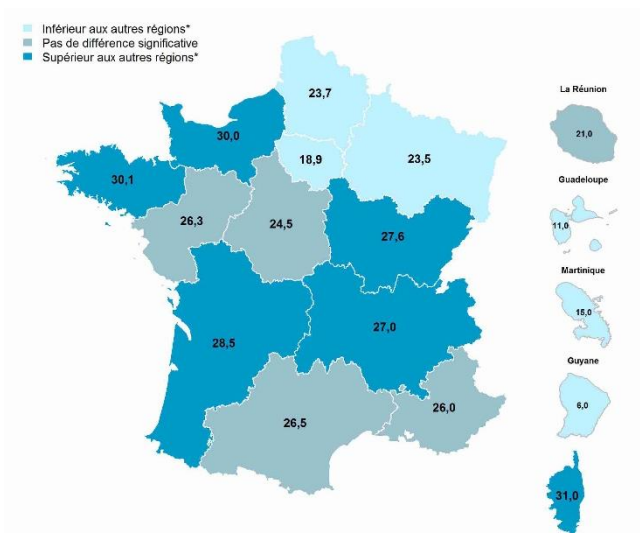 Inférieur aux autres régions*
Pas de différence significative
Supérieur aux autres régions*
23,7
30,0
18,9
23,5
30,1
26,3
24,5
27,6
28,5
27,0
26,5
26,0
La Réunion
21,0
Guadeloupe
11,0
Martinique
15,0
Guyane
6,0
31,0